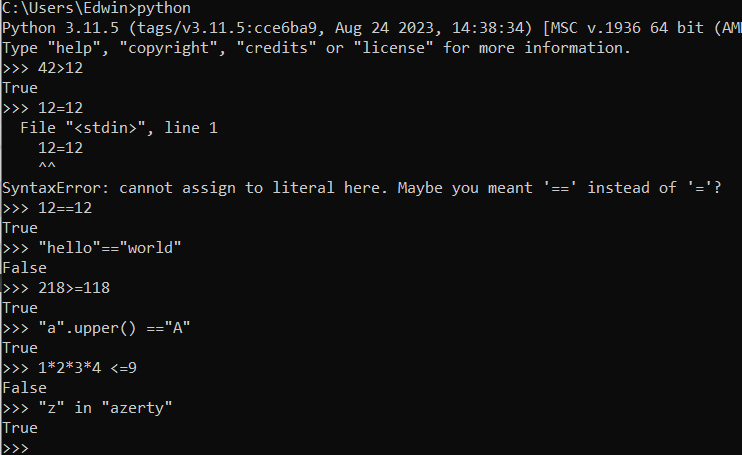 C:\Users\Edwin>python
Python 3.11.5 (tags/v3.11.5:cce6ba9, Aug 24 2023, 14:38:34) [MSC v.1936 64 bit (AM
Type "help", "copyright", "credits" or "license" for more information.
>>> 42>12
True
>>> 12=12
  File "<stdin>", line 1
    12=12
    ^^
SyntaxError: cannot assign to literal here. Maybe you meant '==' instead of '='?
>>> 12==12
True
>>> "hello"=="world"
False
>>> 218>=118
True
>>> "a".upper() =="A"
True
>>> 1*2*3*4 <=9
False
>>> "z" in "azerty"
True
>>>